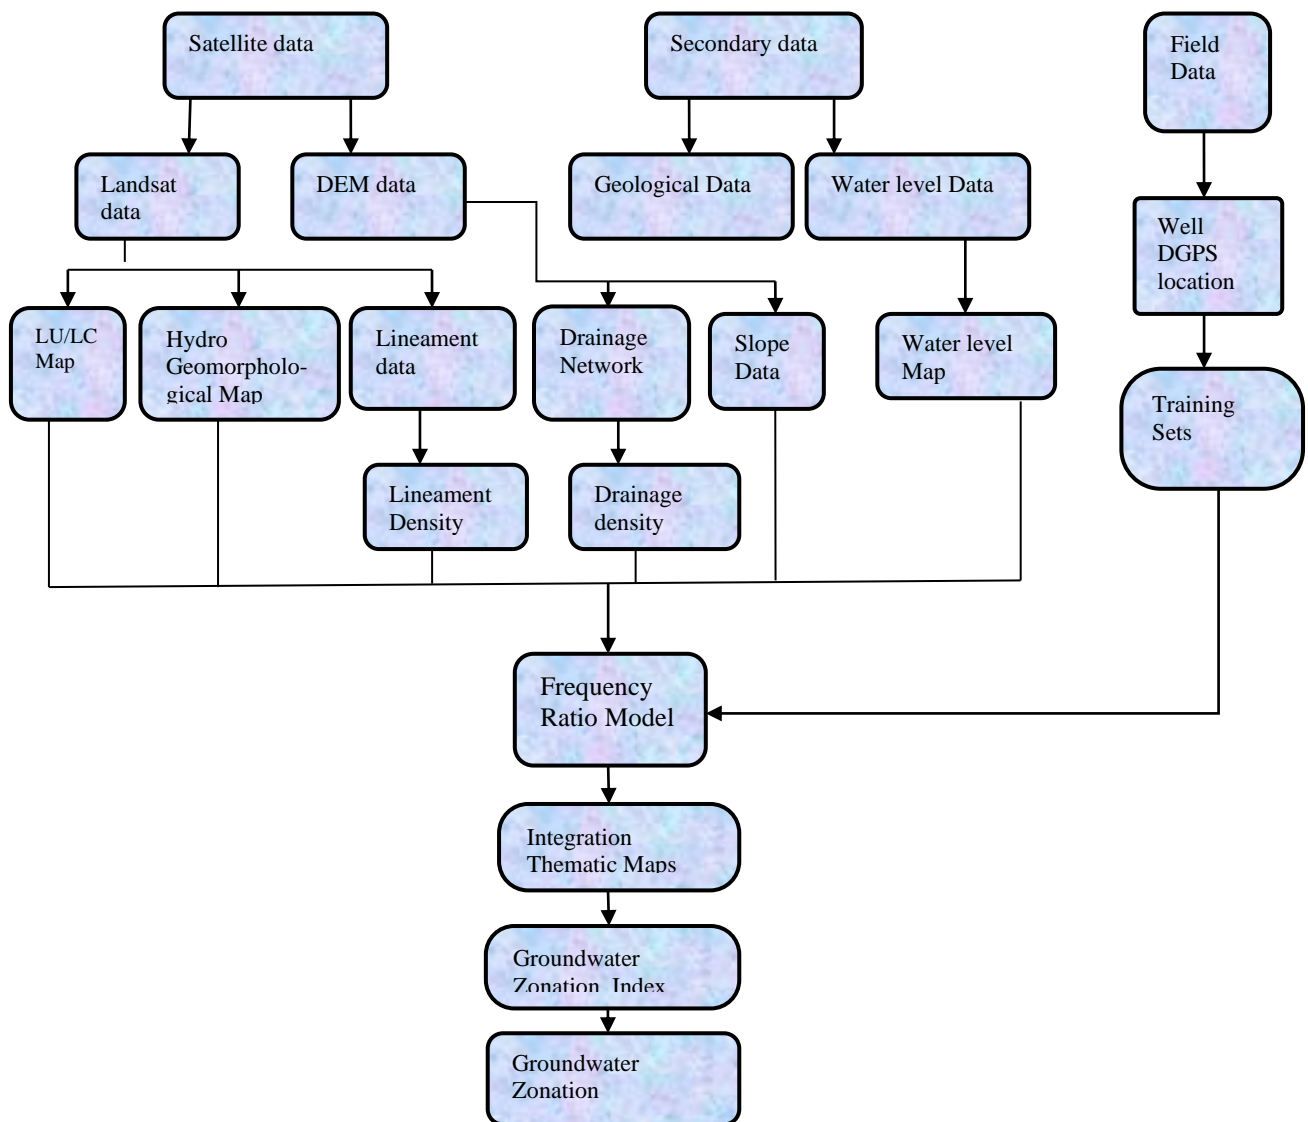 Satellite data
Secondary data
Field
Data
Landsat
data
DEM data
Geological Data
Water level Data
Well
DGPS
location
LU/LC
Map
Hydro
Geomorpholo-
gical Map
Lineament
data
Drainage
Network
Slope
Data
Water level
Map
Training
Sets
Lineament
Density
Drainage
density
Frequency
Ratio Model
Integration
Thematic Maps
Groundwater
Zonation Index
Groundwater
Zonation